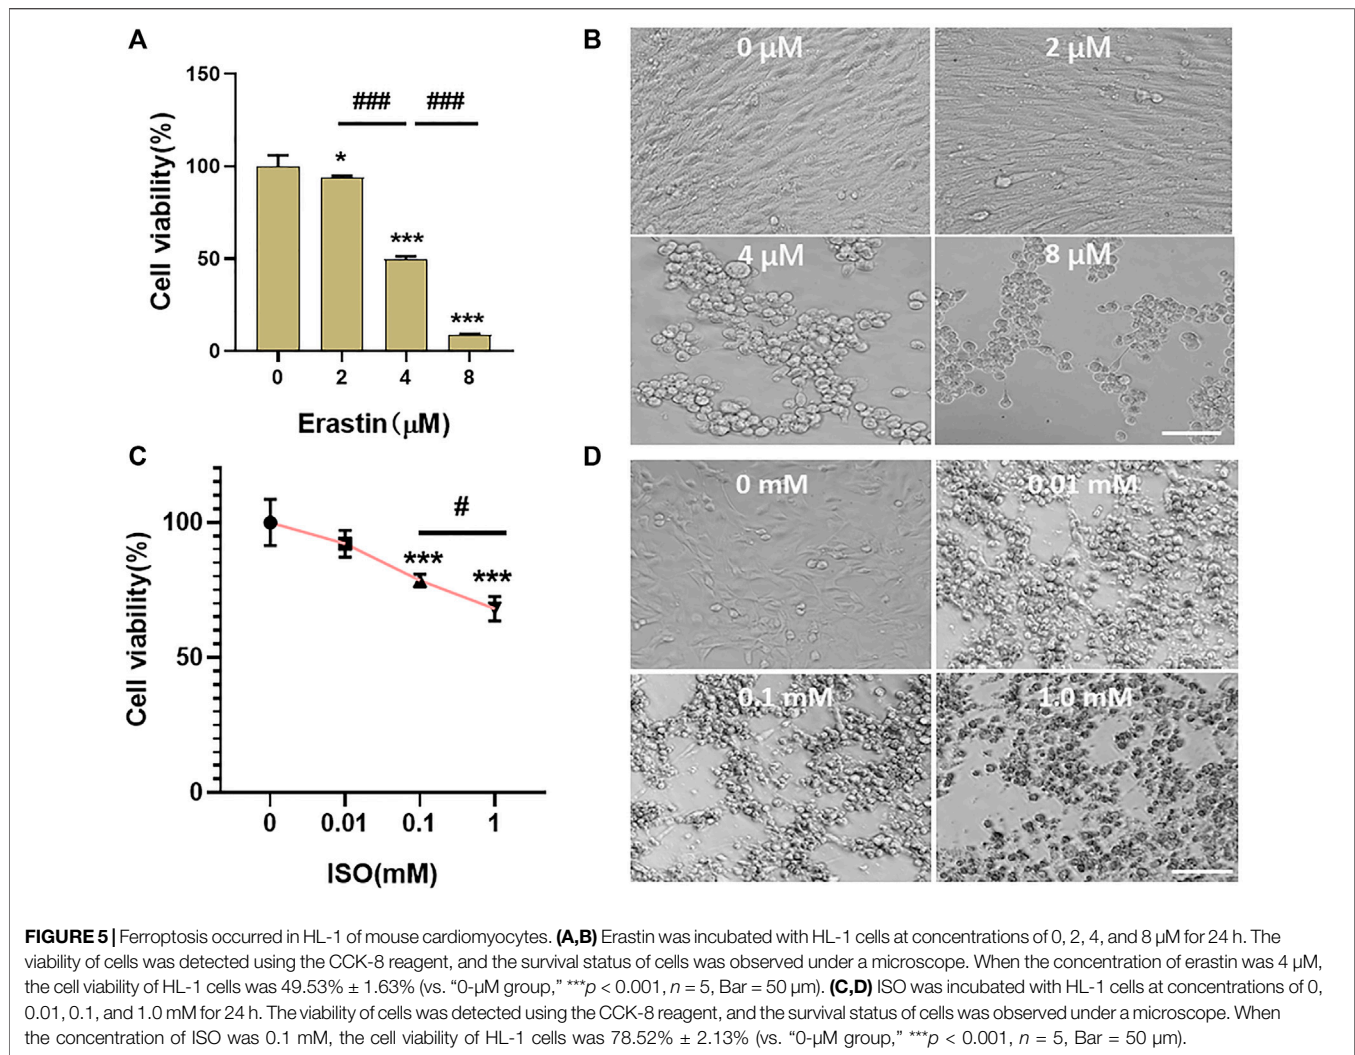 A
150
100
50
0
Cell viability(%)
### ###
*
***
***
0 2 4 8
Erastin(μM)
B
0 μM
2 μM
4 μM
8 μM
C
100
50
0
Cell viability(%)
#
***
***
0 0.01 0.1 1
ISO(mM)
D
0 mM
0.01 mM
0.1 mM
1.0 mM
FIGURE 5 | Ferroptosis occurred in HL-1 of mouse cardiomyocytes. (A,B) Erastin was incubated with HL-1 cells at concentrations of 0, 2, 4, and 8 μM for 24 h. The
viability of cells was detected using the CCK-8 reagent, and the survival status of cells was observed under a microscope. When the concentration of erastin was 4 μM,
the cell viability of HL-1 cells was 49.53% ± 1.63% (vs. “0-μM group,” ***p < 0.001, n = 5, Bar = 50 μm). (C,D) ISO was incubated with HL-1 cells at concentrations of 0,
0.01, 0.1, and 1.0 mM for 24 h. The viability of cells was detected using the CCK-8 reagent, and the survival status of cells was observed under a microscope. When
the concentration of ISO was 0.1 mM, the cell viability of HL-1 cells was 78.52% ± 2.13% (vs. “0-μM group,” ***p < 0.001, n = 5, Bar = 50 μm).